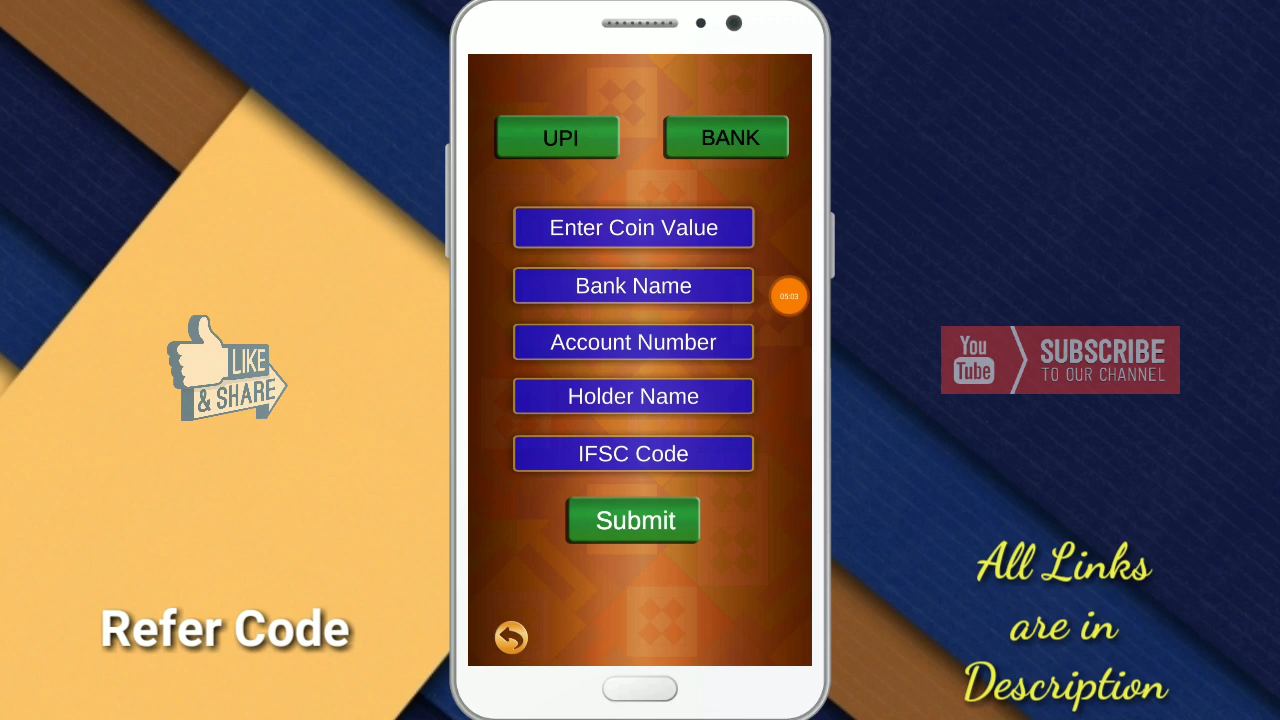 UPI
BANK
Enter Coin Value
Bank Name
05:03
Account Number
Holder Name
IFSC Code
Submit
LIKE
& SHARE
Refer Code
You
Tube
SUBSCRIBE
TO OUR CHANNEL
All Links
are in
Description